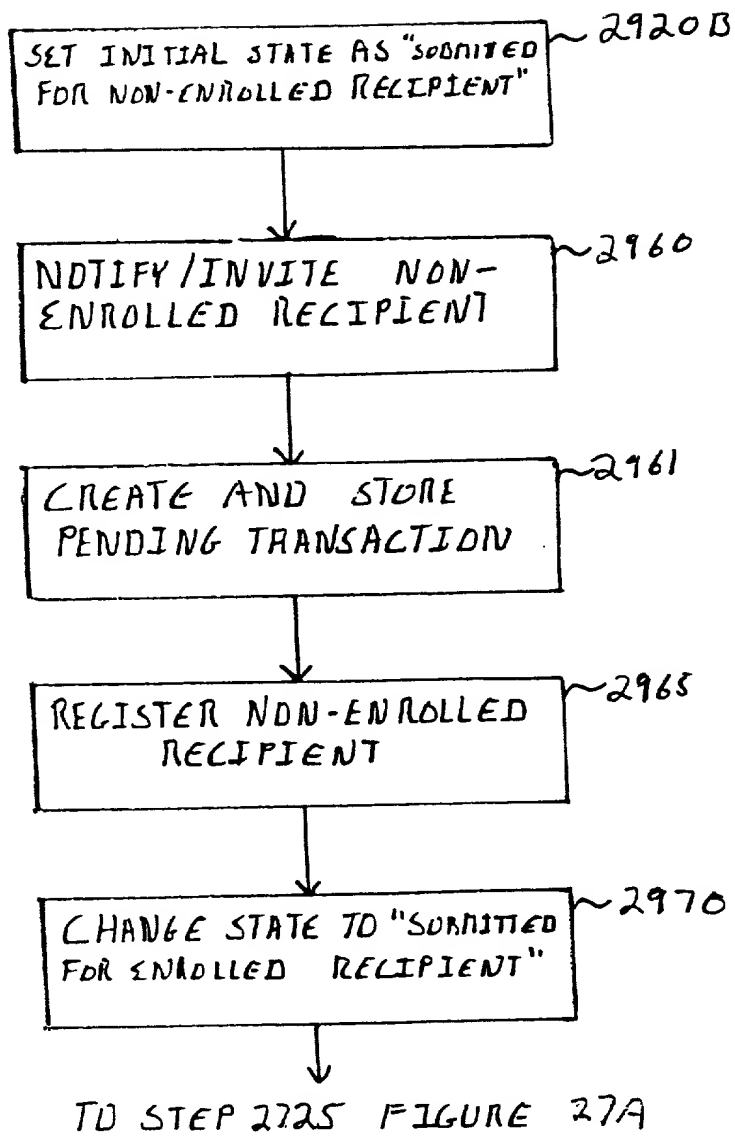 SET INITIAL STATE AS "SUBMITED
FOR NON-ENROLLED RECIPIENT"
2920B
NOTIFY/INVITE NON-
ENROLLED RECIPIENT
2960
CREATE AND STORE
PENDING TRANSACTION
2961
REGISTER NON-ENROLLED
RECIPIENT
2965
CHANGE STATE TO "SUBMITTED
FOR ENROLLED RECIPIENT"
2970
TO STEP 2725 FIGURE 27A